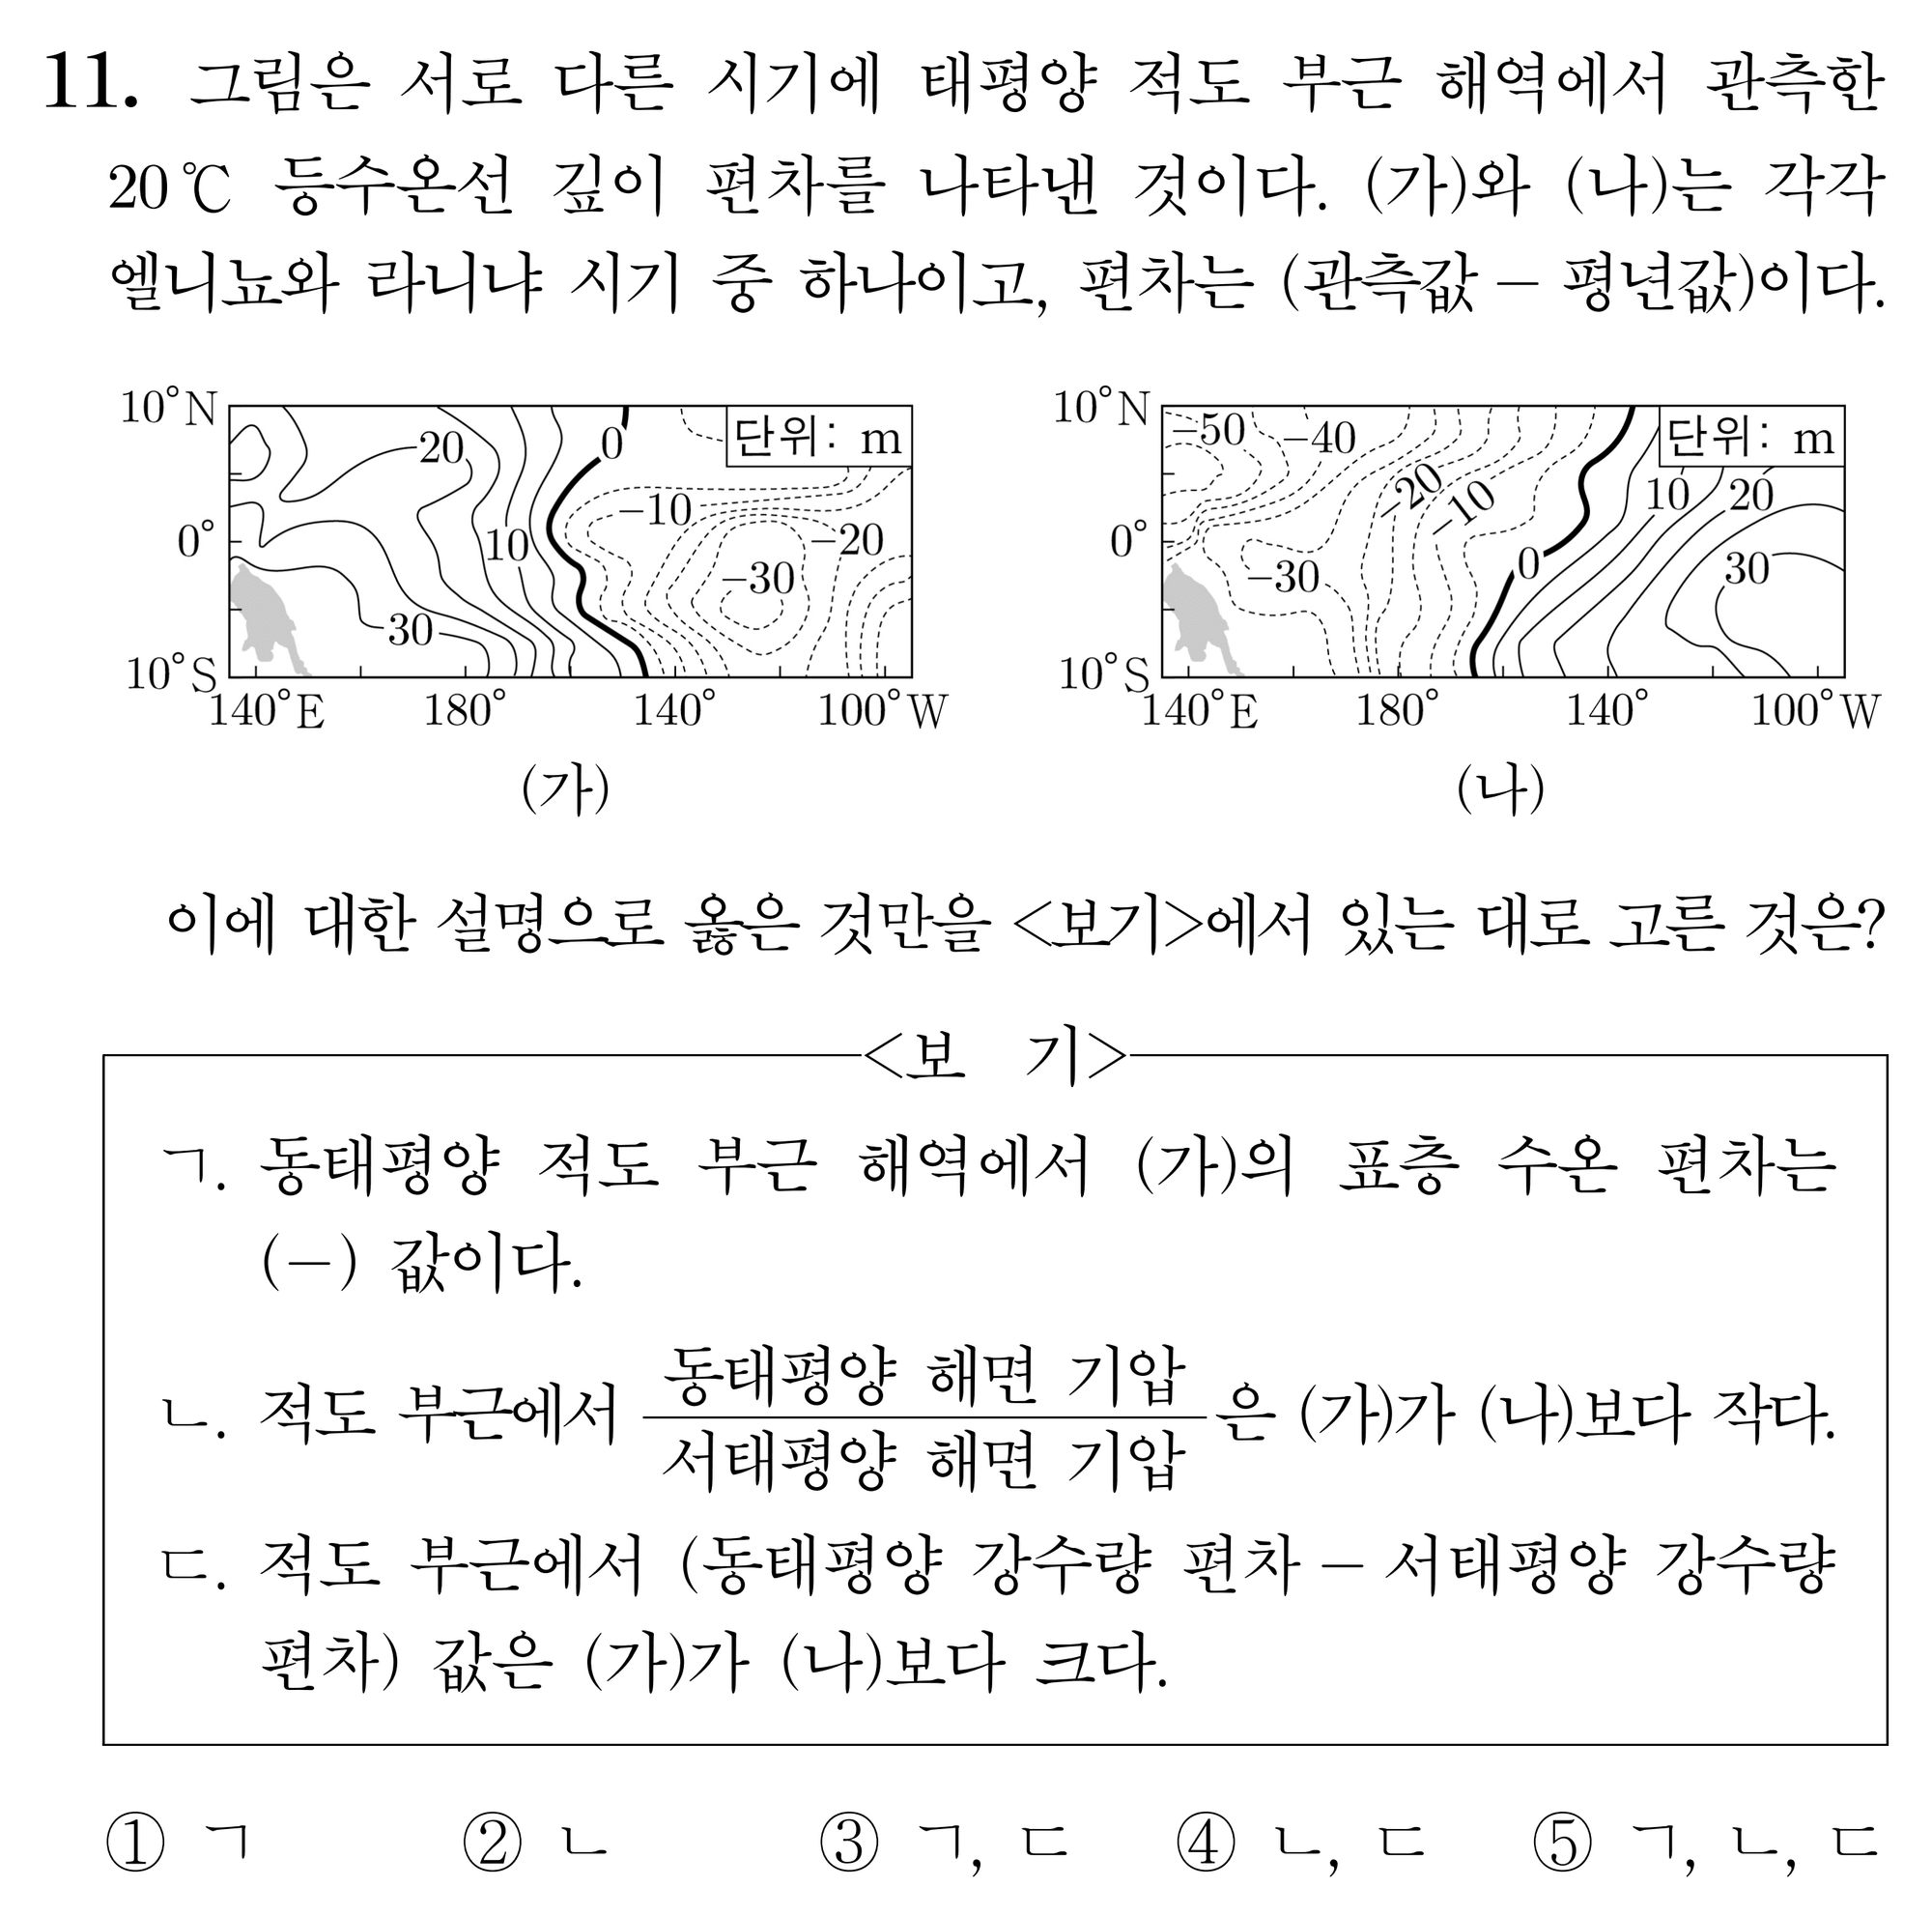 11. 그림은 서로 다른 시기에 태평양 적도 부근 해역에서 관측한
20℃ 등수온선 깊이 편차를 나타낸 것이다. (가)와 (나)는 각각
엘니뇨와 라니냐 시기 중 하나이고, 편차는 (관측값 − 평년값)이다.
10°N
0°
10°S
140°E 180° 140° 100°W
단위: m
20
0
−10
10
−20
−30
30
(가)
10°N
0°
10°S
140°E 180° 140° 100°W
단위: m
−50
−40
−20
−10
10
20
0
−30
30
(나)
이에 대한 설명으로 옳은 것만을 <보기>에서 있는 대로 고른 것은?
<보 기>
ㄱ. 동태평양 적도 부근 해역에서 (가)의 표층 수온 편차는
(−) 값이다.
ㄴ. 적도 부근에서 동태평양 해면 기압 / 서태평양 해면 기압 은 (가)가 (나)보다 작다.
ㄷ. 적도 부근에서 (동태평양 강수량 편차 − 서태평양 강수량
편차) 값은 (가)가 (나)보다 크다.
① ㄱ ② ㄴ ③ ㄱ, ㄷ ④ ㄴ, ㄷ ⑤ ㄱ, ㄴ, ㄷ